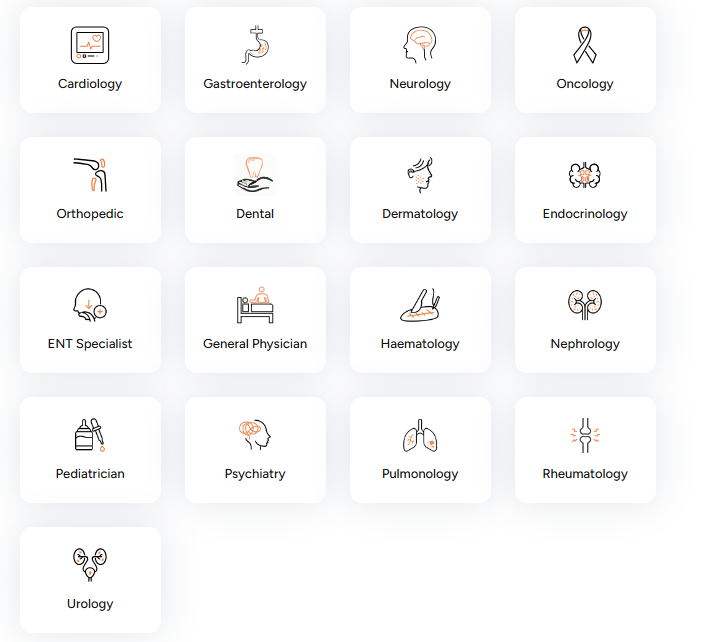 Cardiology
Gastroenterology
Neurology
Oncology
Orthopedic
Dental
Dermatology
Endocrinology
ENT Specialist
General Physician
Haematology
Nephrology
Pediatrician
Psychiatry
Pulmonology
Rheumatology
Urology